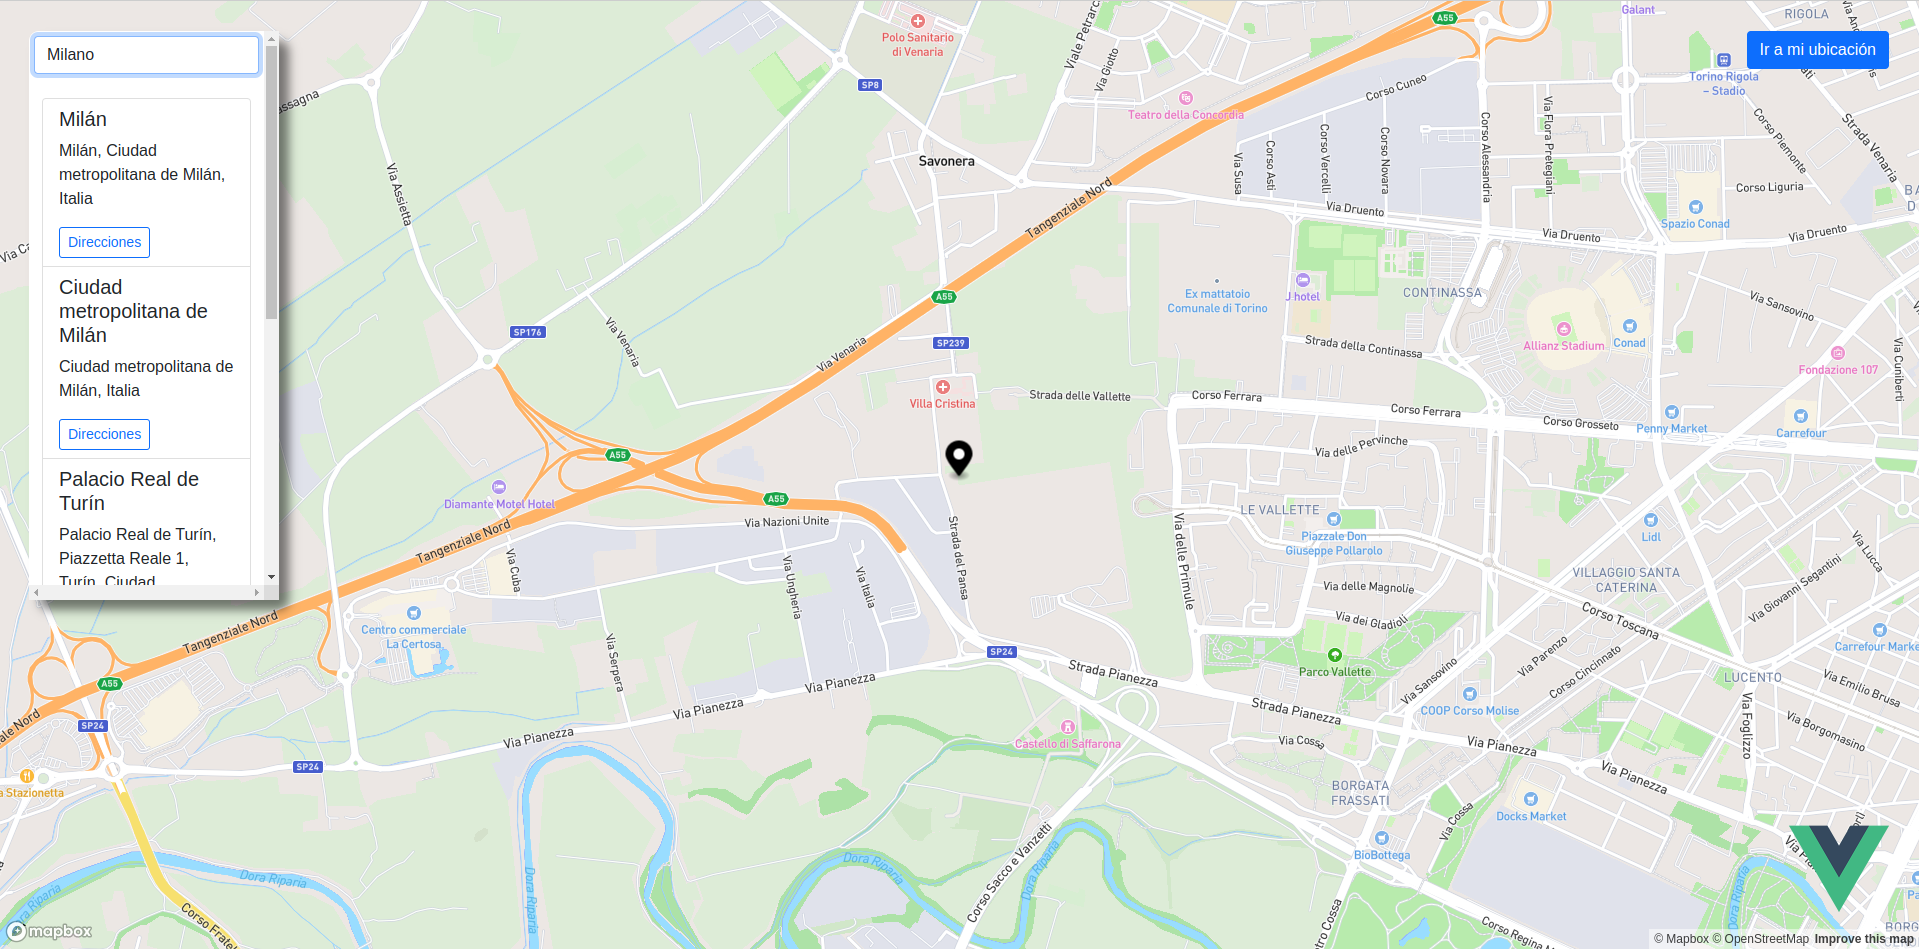 Milano
Milán
Milán, Ciudad
metropolitana de Milán,
Italia
Direcciones
Ciudad
metropolitana de
Milán
Ciudad metropolitana de
Milán, Italia
Direcciones
Palacio Real de
Turín
Palacio Real de Turín,
Piazzetta Reale 1,
Turín, Ciudad
Ir a mi ubicación
Polo Sanitario
di Venaria
Viale Petrarca
Via Giotto
A55
Galant
RIGOLA
Torino Rigola
– Stadio
SP8
Corso Cuneo
Teatro della Concordia
Savonera
Via Assietta
Tangenziale Nord
Via Susa
Corso Asti
Corso Vercelli
Corso Novara
Corso Alessandria
Via Flora Pretegiani
Corso Piemonte
Strada Venaria
Corso Liguria
Spazio Conad
Via Druento
Via Druento
Via Druento
A55
Ex mattatoio
Comunale di Torino
J hotel
CONTINASSA
Via Sansovino
SP176
Via Venaria
Via Venaria
SP239
Strada della Continassa
Allianz Stadium
Conad
Via Cuniberti
Fondazione 107
Villa Cristina
Strada delle Vallette
Corso Ferrara
Corso Ferrara
Corso Grosseto
Penny Market
Carrefour
Via delle Pervinche
A55
Diamante Motel Hotel
A55
Via Nazioni Unite
Tangenziale Nord
Via Cuba
Via Ungheria
Via Italia
Strada del Pansa
Via delle Primule
LE VALLETTE
Piazzale Don
Giuseppe Pollarolo
Lidl
Via Lucca
VILLAGGIO SANTA
CATERINA
Via delle Magnolie
Via Giovanni Segantini
Corso Toscana
Via dei Gladioli
Centro commerciale
La Certosa
Tangenziale Nord
Via Serpera
SP24
Strada Pianezza
Parco Vallette
Via Sansovino
Via Parenzo
Corso Cincinnato
LUCENTO
Carrefour Marke
Via Emilio Brusa
Via Foglizzo
Via Borgomasino
A55
SP24
Via Pianezza
Via Pianezza
Via Pianezza
Strada Pianezza
COOP Corso Molise
Via Pianezza
Via Pianezza
Castello di Saffarona
Via Cossa
SP24
BORGATA
FRASSATI
Docks Market
Via Cossa
BioBottega
Dora Riparia
Dora Riparia
Dora Riparia
Dora Riparia
Dora Riparia
Dora Riparia
Corso Sacco e Vanzetti
mapbox
© Mapbox © OpenStreetMap Improve this map